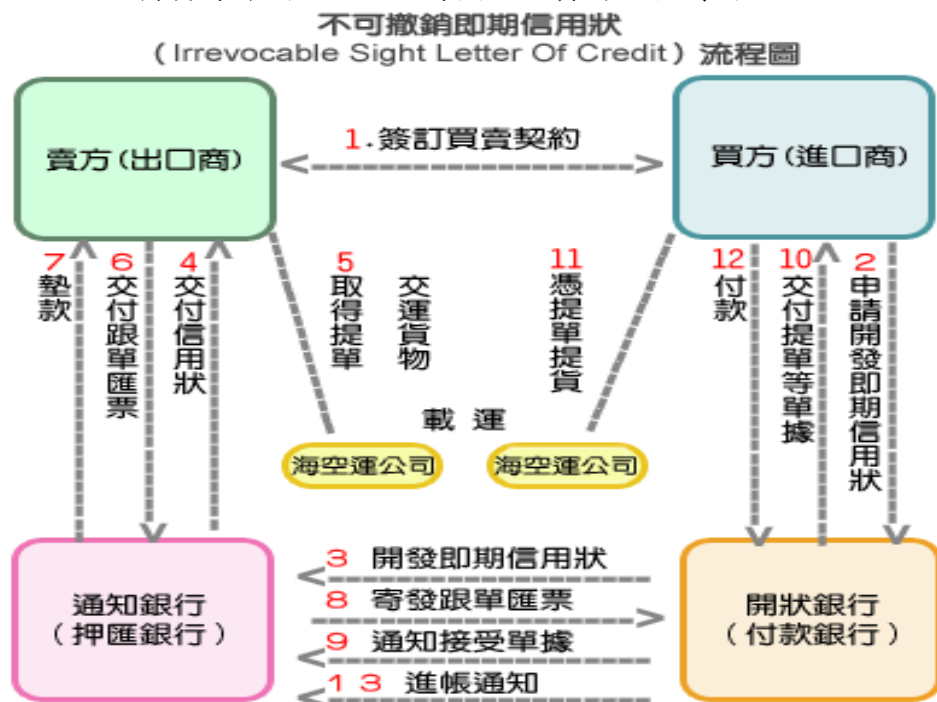 不可撤銷即期信用狀
(Irrevocable Sight Letter Of Credit) 流程圖
賣方(出口商)
1.簽訂買賣契約
買方(進口商)
7 墊款
6 交付跟單匯票
4 交付信用狀
5 取得提單
交運貨物
11 憑提單提貨
12 付款
10 交付提單等單據
2 申請開發即期信用狀
載運
海空運公司
海空運公司
通知銀行
(押匯銀行)
3 開發即期信用狀
8 寄發跟單匯票
9 通知接受單據
13 進帳通知
開狀銀行
(付款銀行)